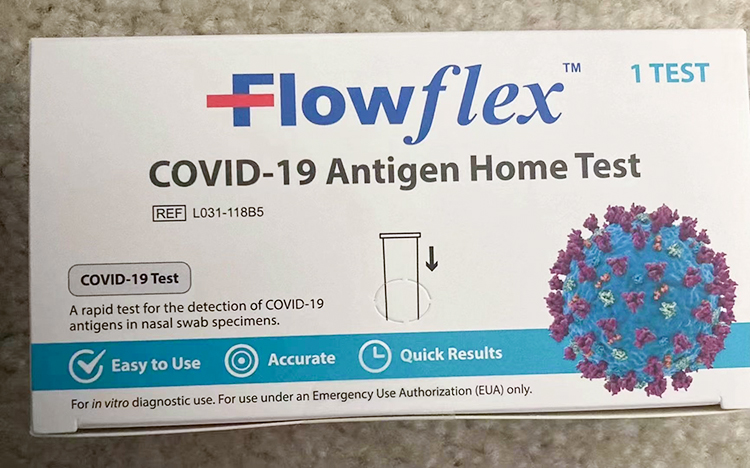 Flowflex™
1 TEST
COVID-19 Antigen Home Test
REF L031-118B5
COVID-19 Test
A rapid test for the detection of COVID-19
antigens in nasal swab specimens.
Easy to Use Accurate Quick Results
For in vitro diagnostic use. For use under an Emergency Use Authorization (EUA) only.